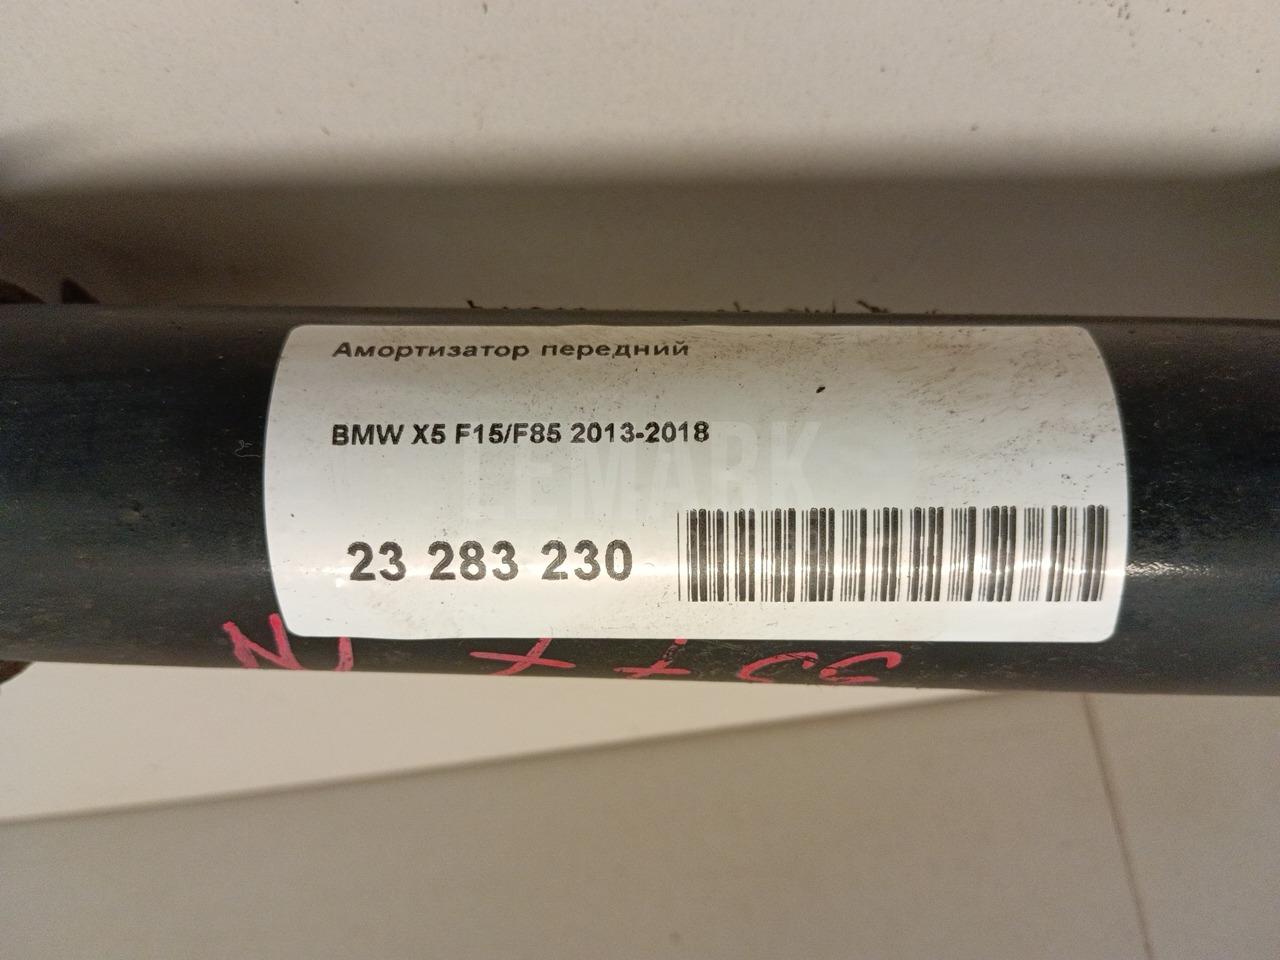 Амортизатор передний
BMW X5 F15/F85 2013-2018
LEMARK
23 283 230